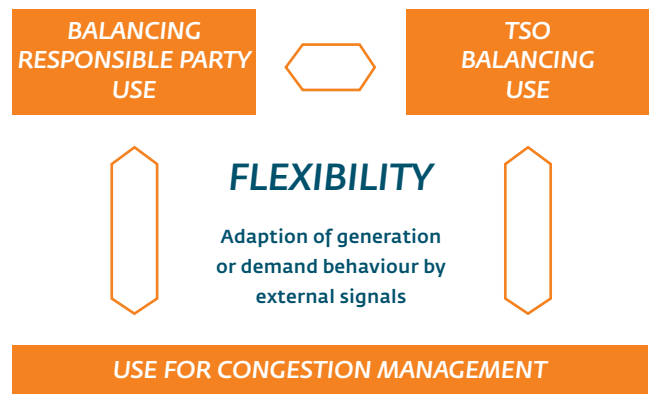 BALANCING
RESPONSIBLE PARTY
USE
TSO
BALANCING
USE
FLEXIBILITY
Adaption of generation
or demand behaviour by
external signals
USE FOR CONGESTION MANAGEMENT